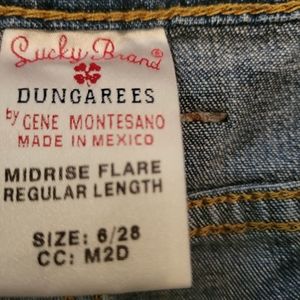 Lucky Brand®
DUNGAREES
by GENE MONTESANO
MADE IN MEXICO
MIDRISE FLARE
REGULAR LENGTH
SIZE: 6/28
CC: M2D